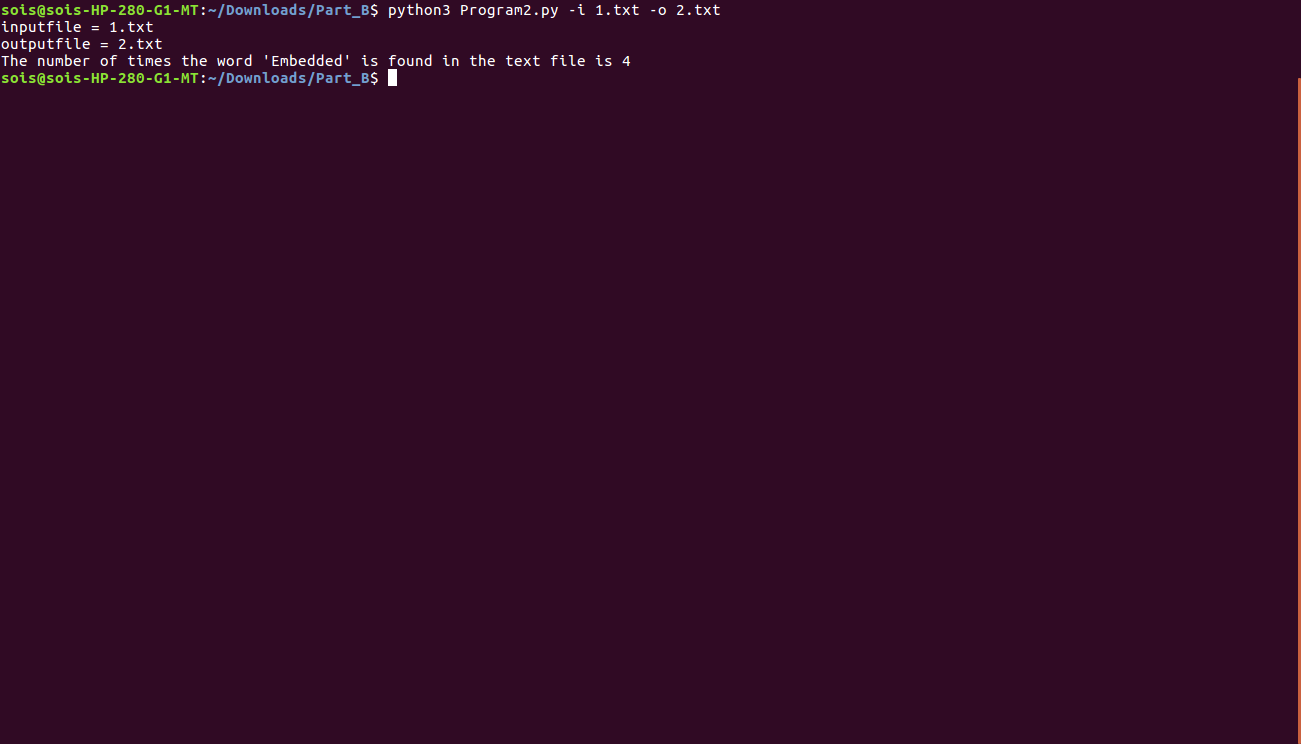 sois@sois-HP-280-G1-MT:~/Downloads/Part_B$ python3 Program2.py -i 1.txt -o 2.txt
inputfile = 1.txt
outputfile = 2.txt
The number of times the word 'Embedded' is found in the text file is 4
sois@sois-HP-280-G1-MT:~/Downloads/Part_B$